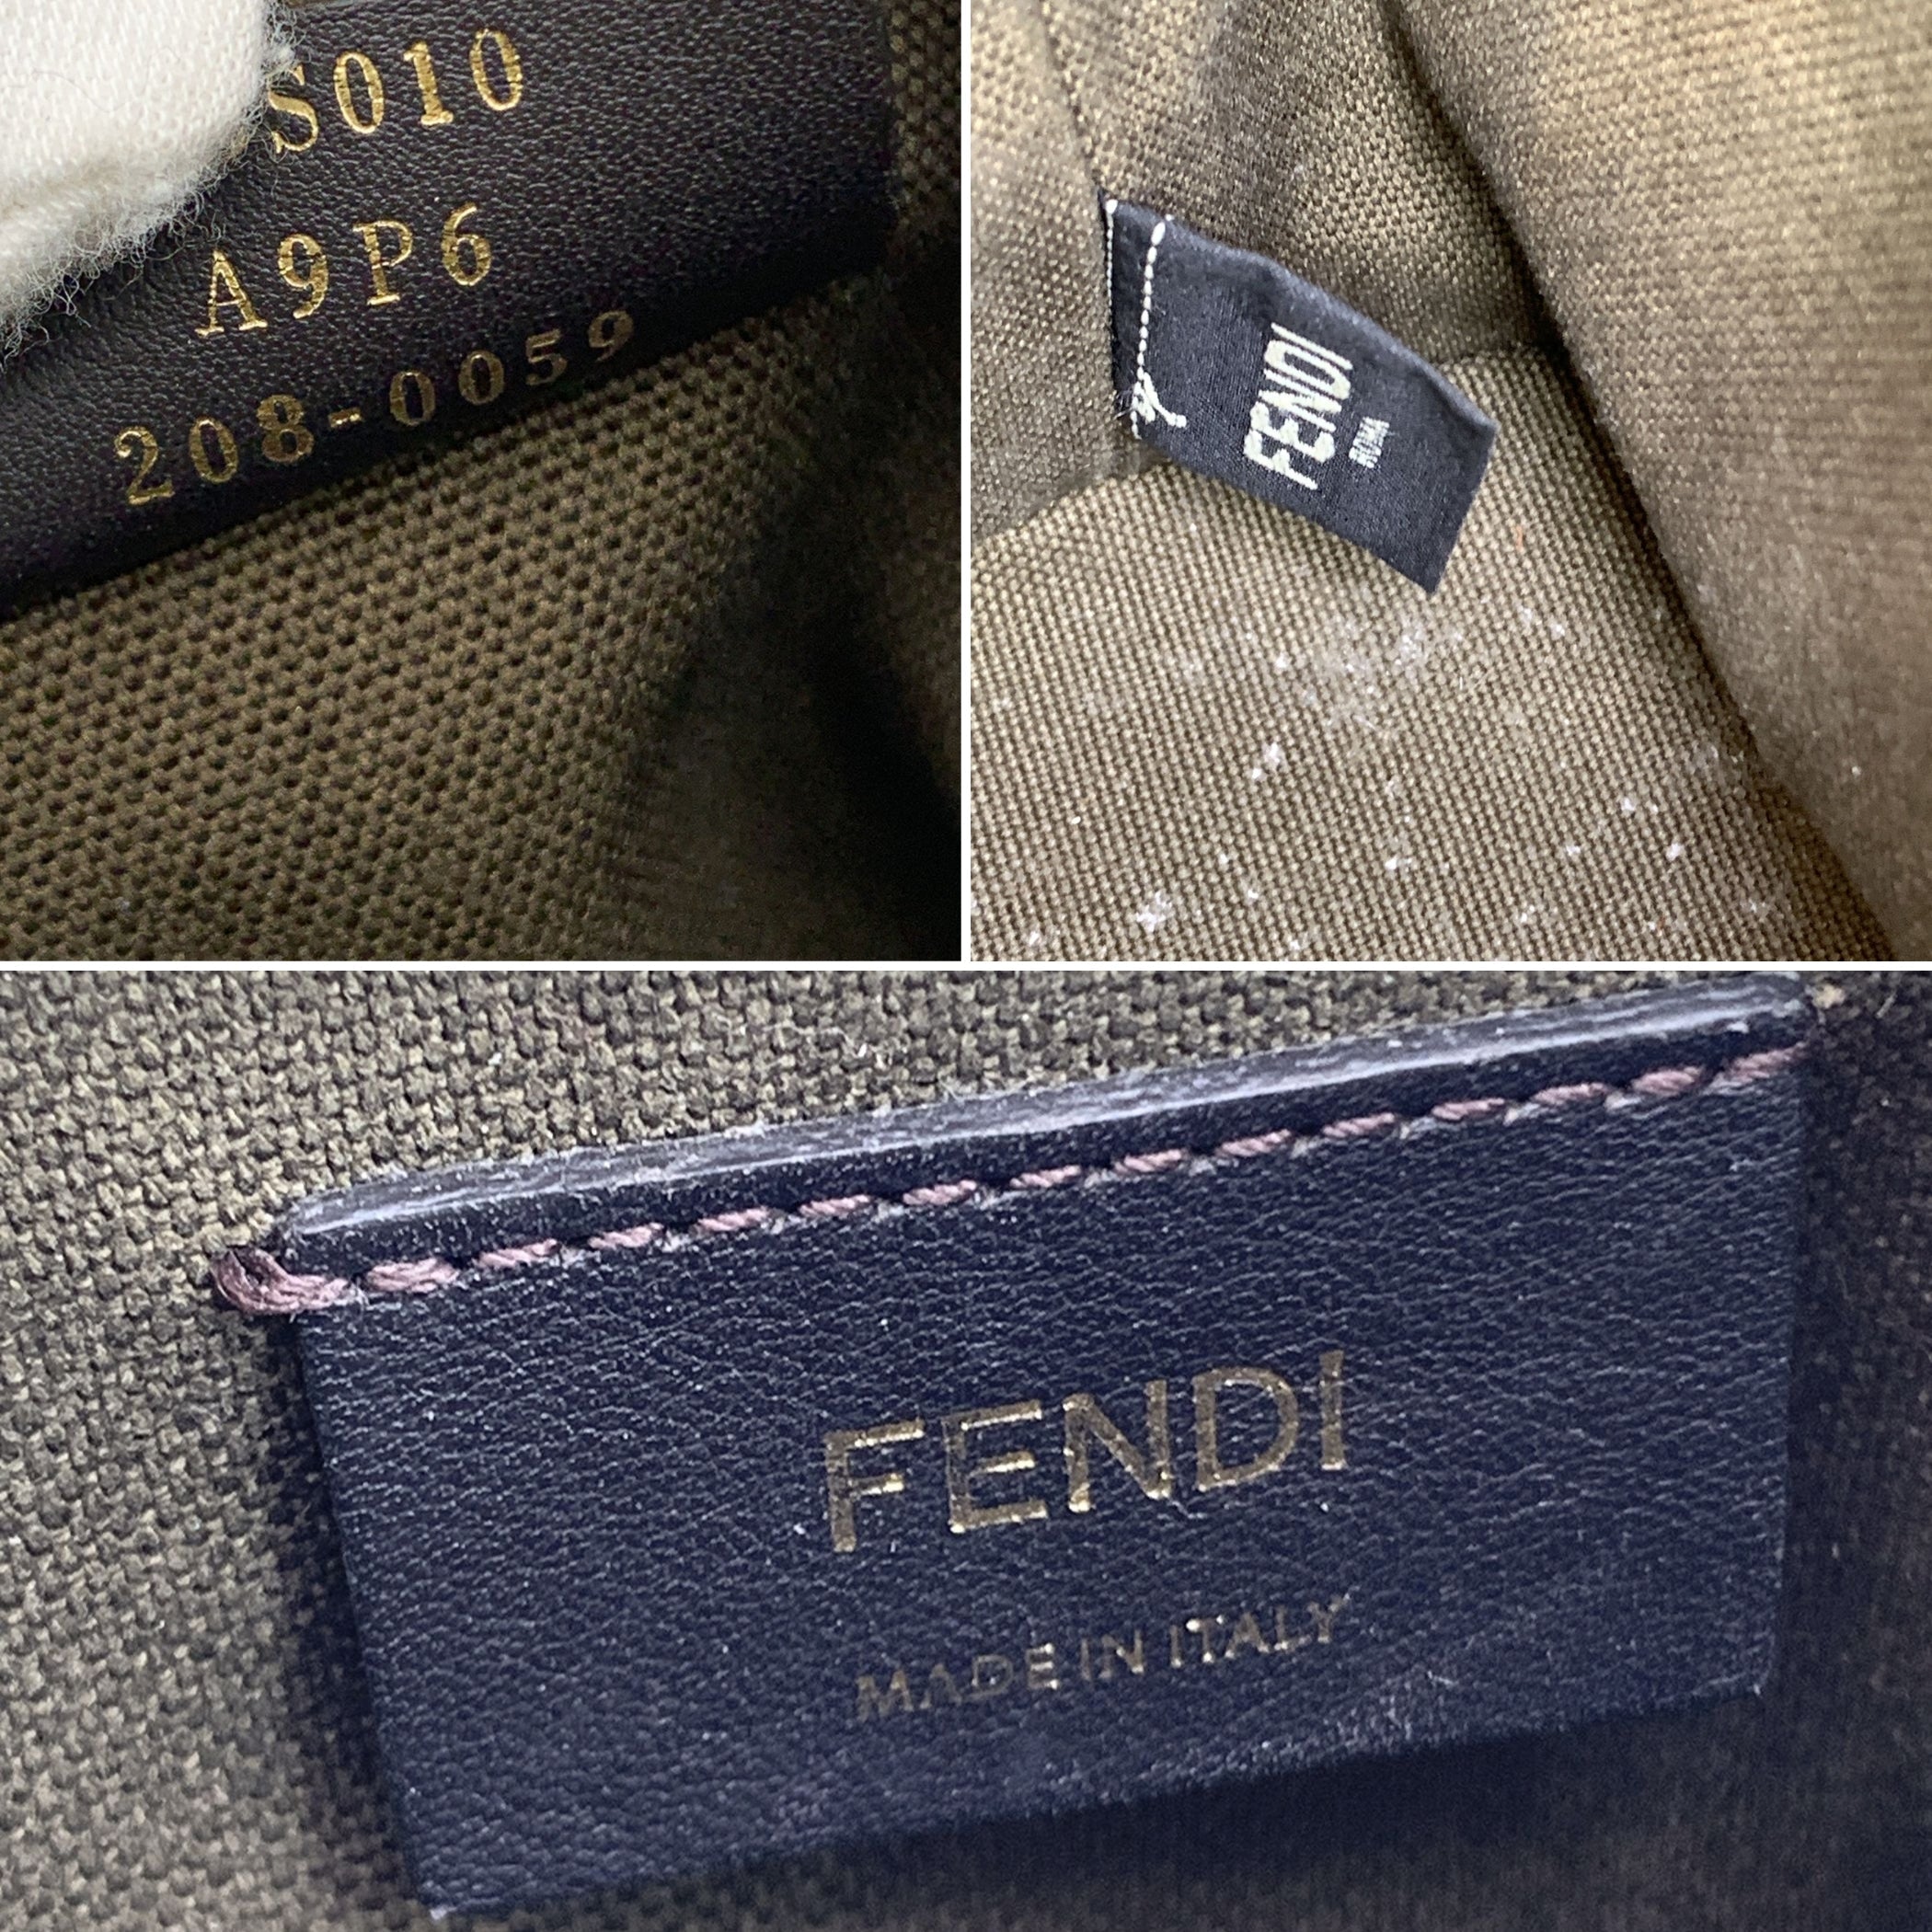 S010
A9P6
208-0059
FENDI
ROMA
FENDI
MADE IN ITALY